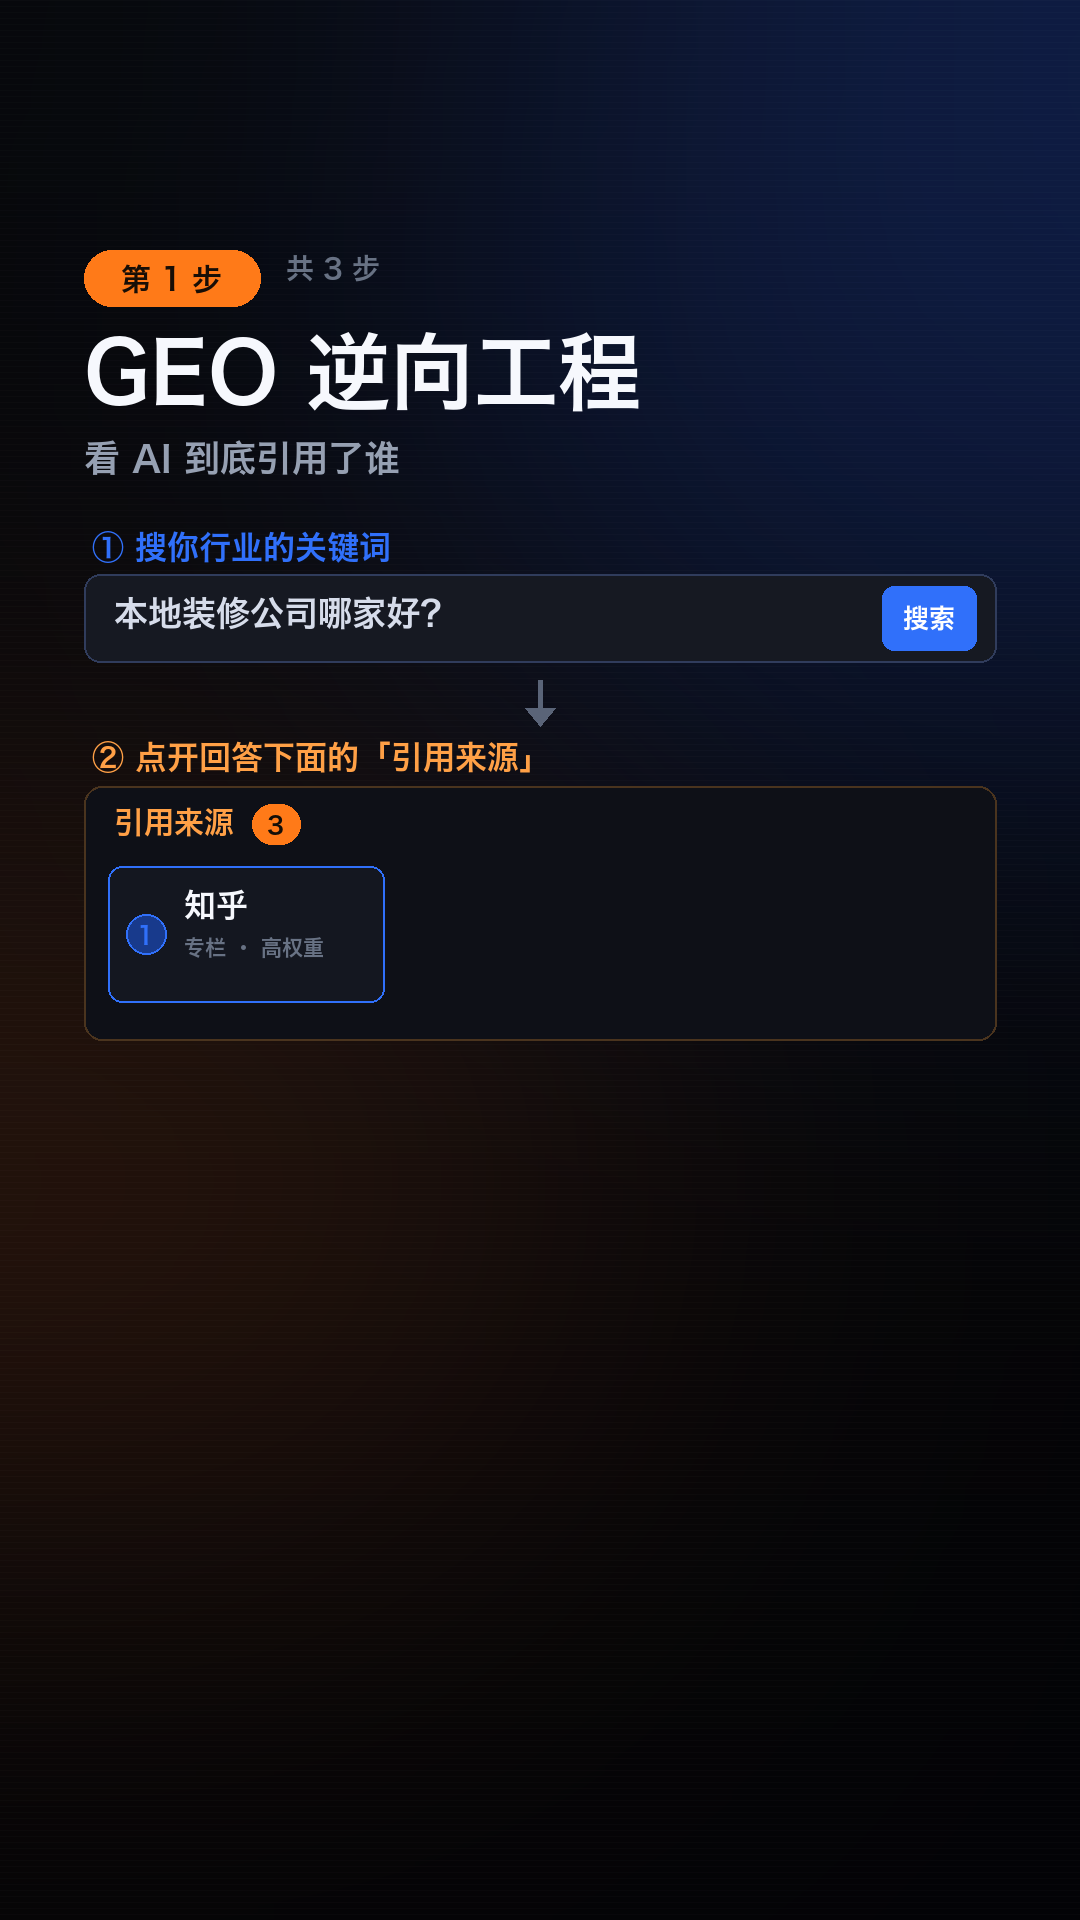 第 1 步
共 3 步
GEO 逆向工程
看 AI 到底引用了谁
① 搜你行业的关键词
本地装修公司哪家好?
搜索
② 点开回答下面的「引用来源」
引用来源 3
1
知乎
专栏 · 高权重